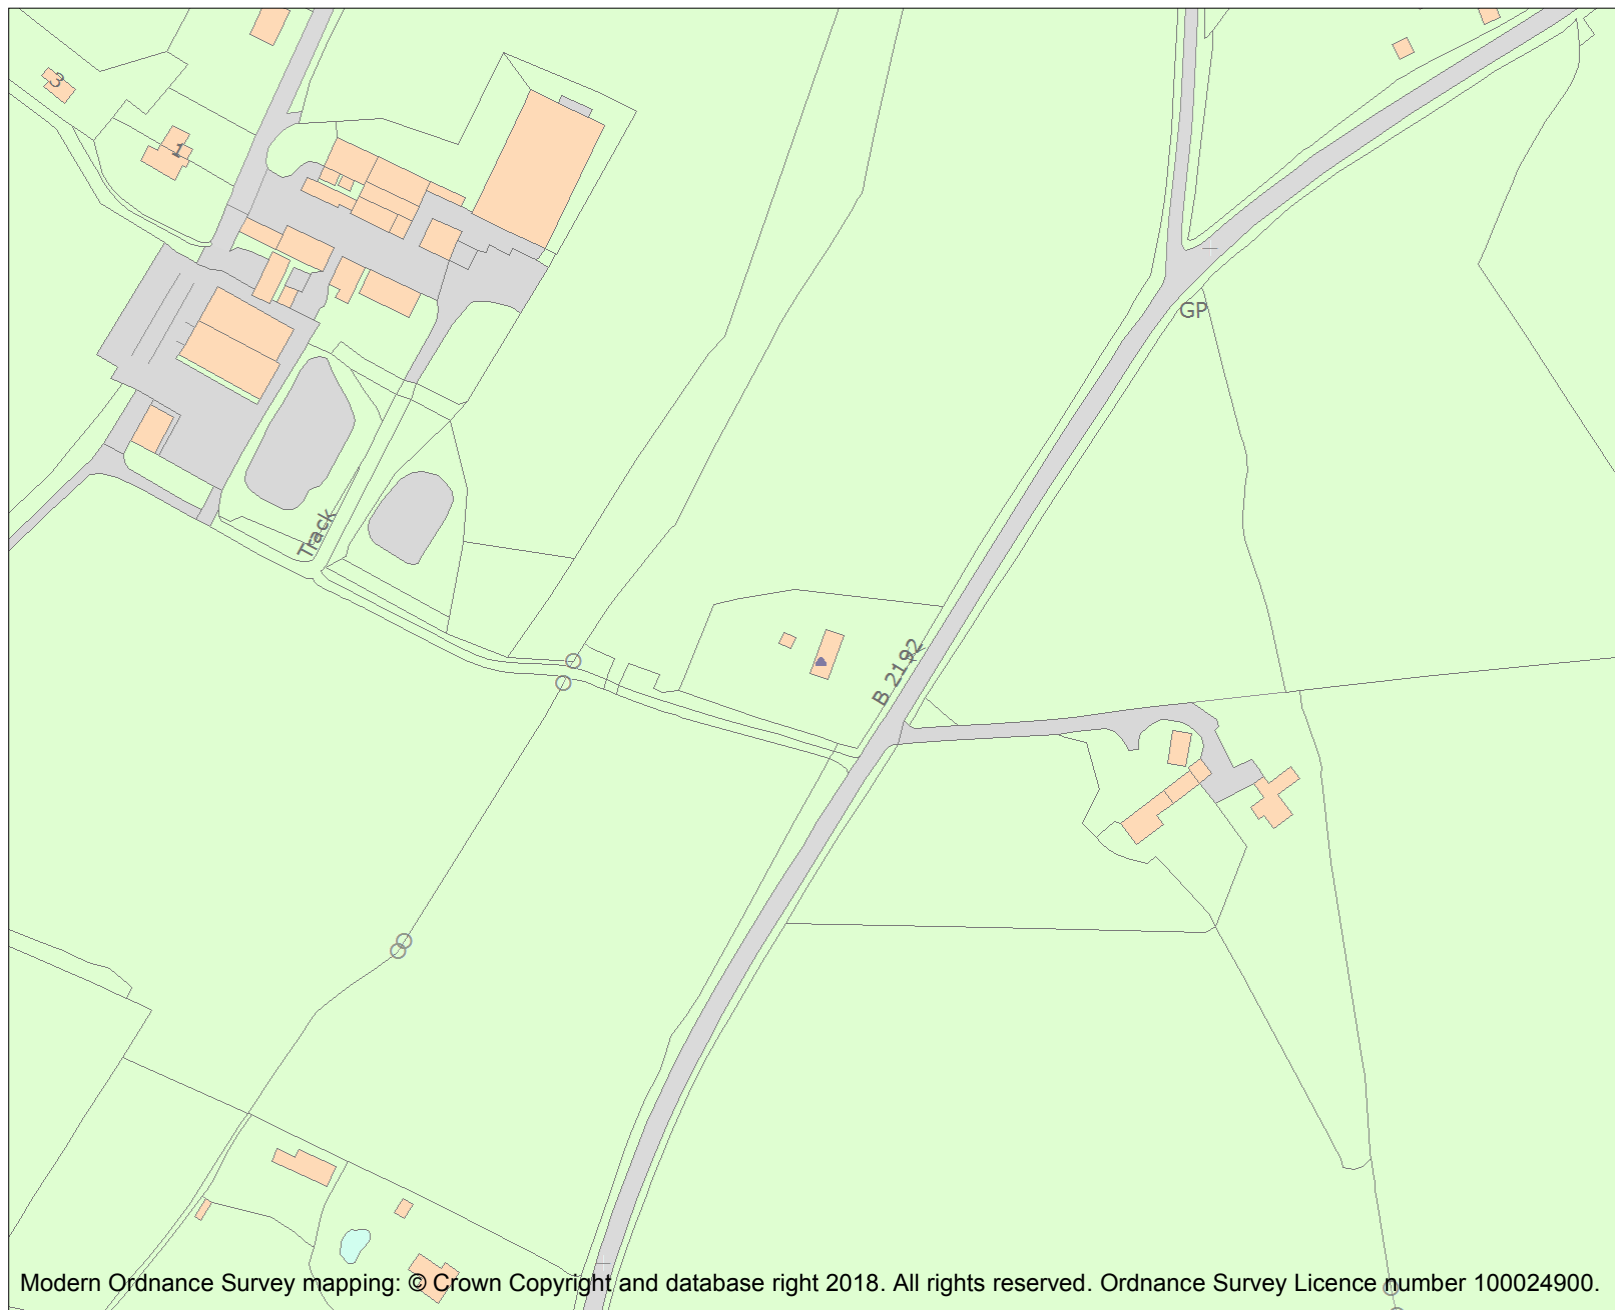 3
1
GP
Track
B 2192
Modern Ordnance Survey mapping: © Crown Copyright and database right 2018. All rights reserved. Ordnance Survey Licence number 100024900.